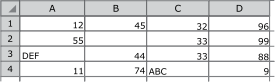 A B C D
1 12 45 32 96
2 55 33 99
3 DEF 44 33 88
4 11 74 ABC 9